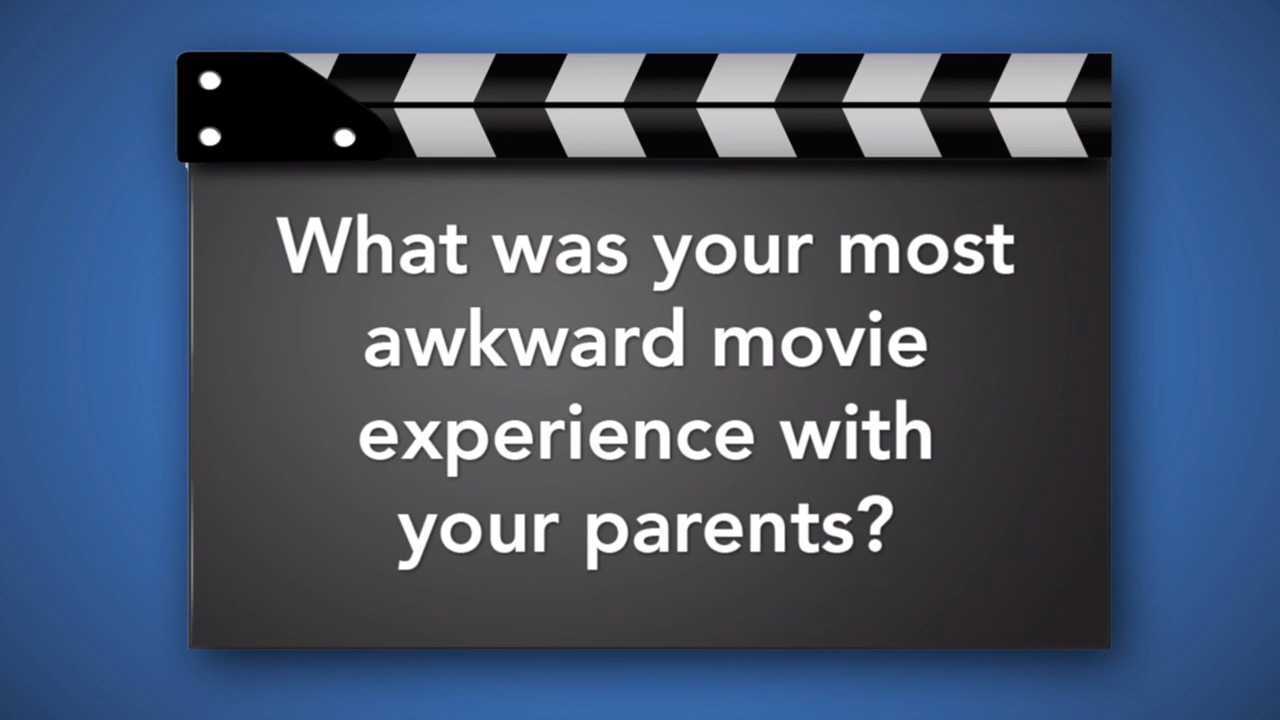 What was your most
awkward movie
experience with
your parents?